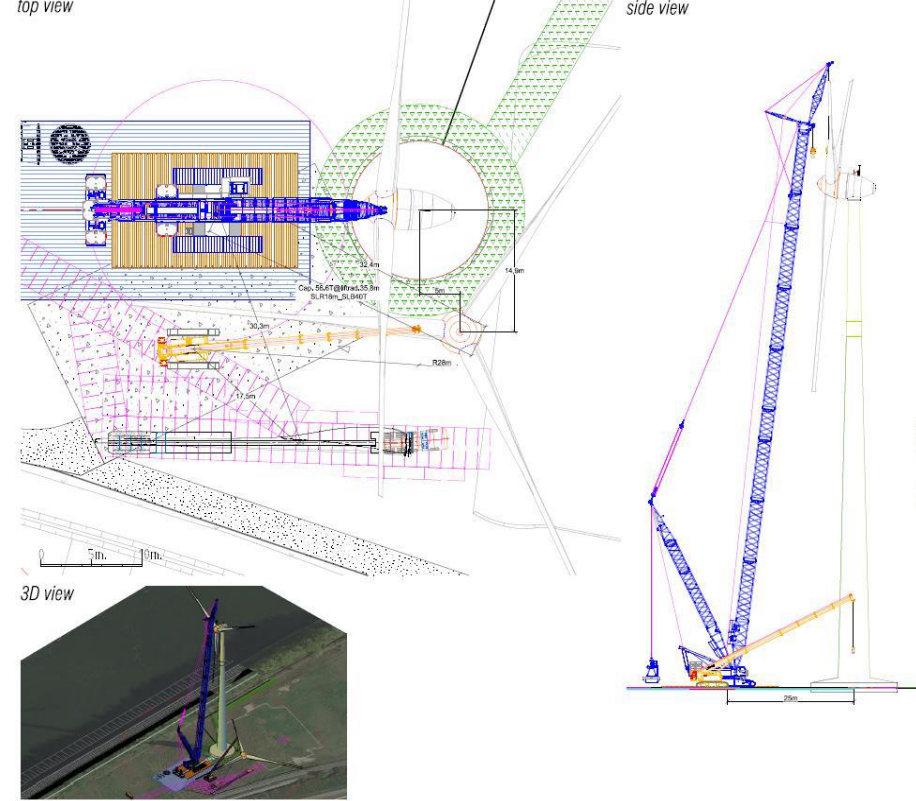 top view
side view
32,4m
14,9m
5m
Cap. 56,6T@liftrad.35,8m
SLR18m_SLB40T
30,3m
R28m
17,5m
0 5m. 10m.
3D view
25m